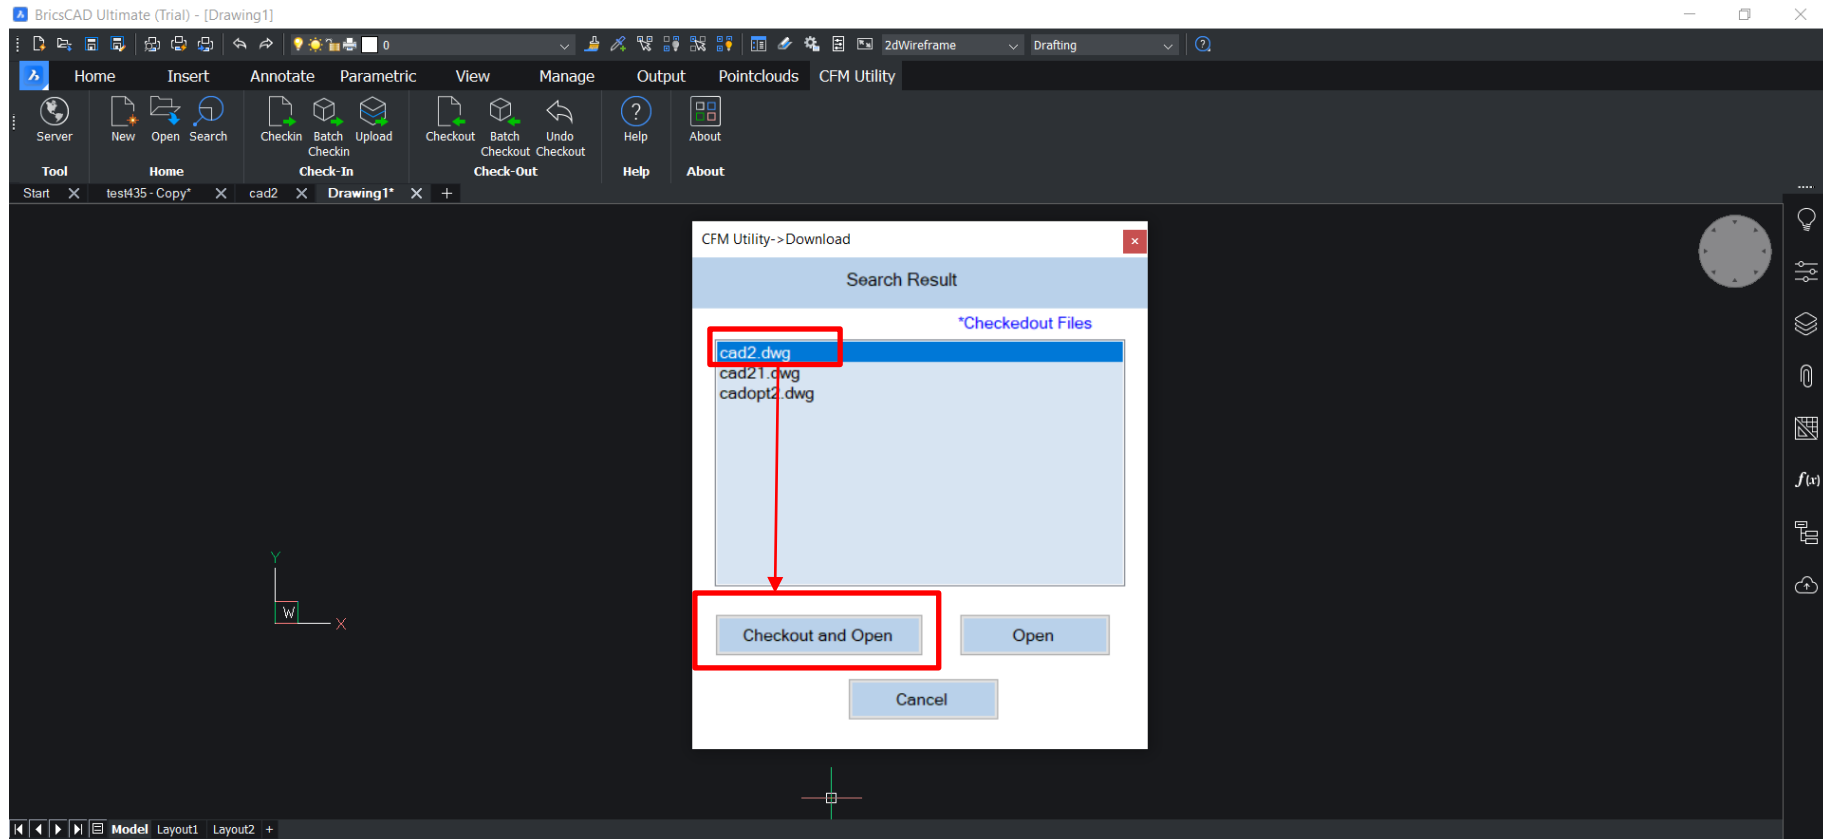 BricsCAD Ultimate (Trial) - [Drawing1]
0 2dWireframe Drafting
Home Insert Annotate Parametric View Manage Output Pointclouds CFM Utility
Server New Open Search Checkin Batch Checkin Upload Checkout Batch Checkout Undo Checkout Help About
Tool Home Check-In Check-Out Help About
Start test435 - Copy* cad2 Drawing1* +
CFM Utility->Download
Search Result
*Checkedout Files
cad2.dwg
cad21.dwg
cadopt2.dwg
f(x)
Y
W X
Checkout and Open Open
Cancel
Model Layout1 Layout2 +